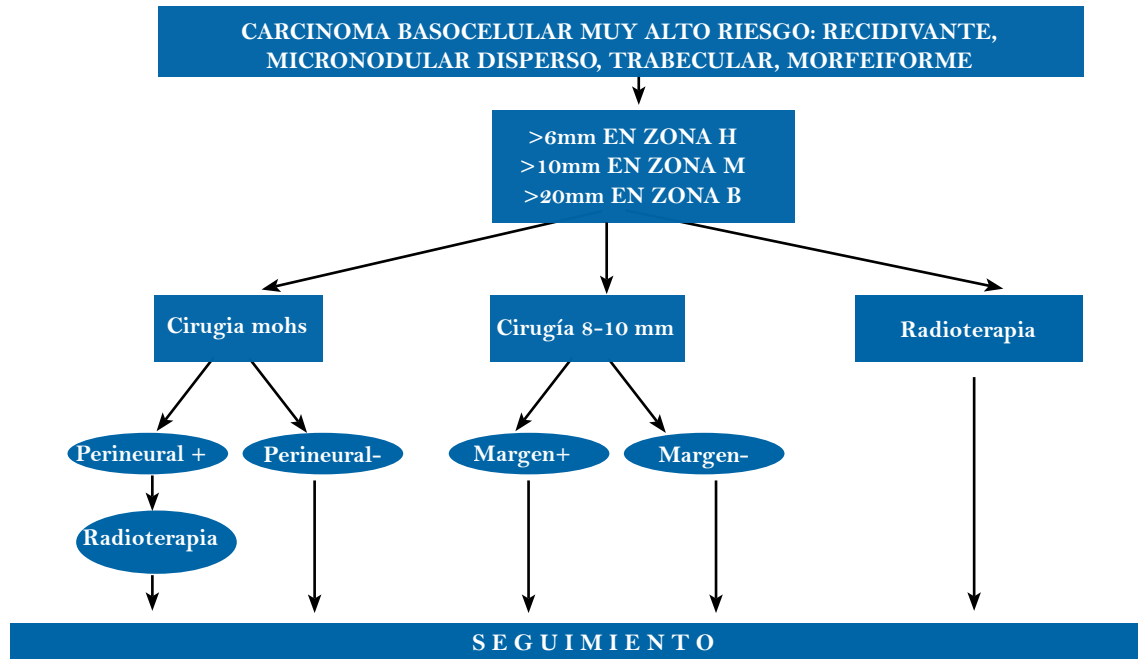 CARCINOMA BASOCELULAR MUY ALTO RIESGO: RECIDIVANTE,
MICRONODULAR DISPERSO, TRABECULAR, MORFEIFORME
>6mm EN ZONA H
>10mm EN ZONA M
>20mm EN ZONA B
Cirugia mohs
Cirugía 8-10 mm
Radioterapia
Perineural +
Perineural-
Margen+
Margen-
Radioterapia
SEGUIMIENTO